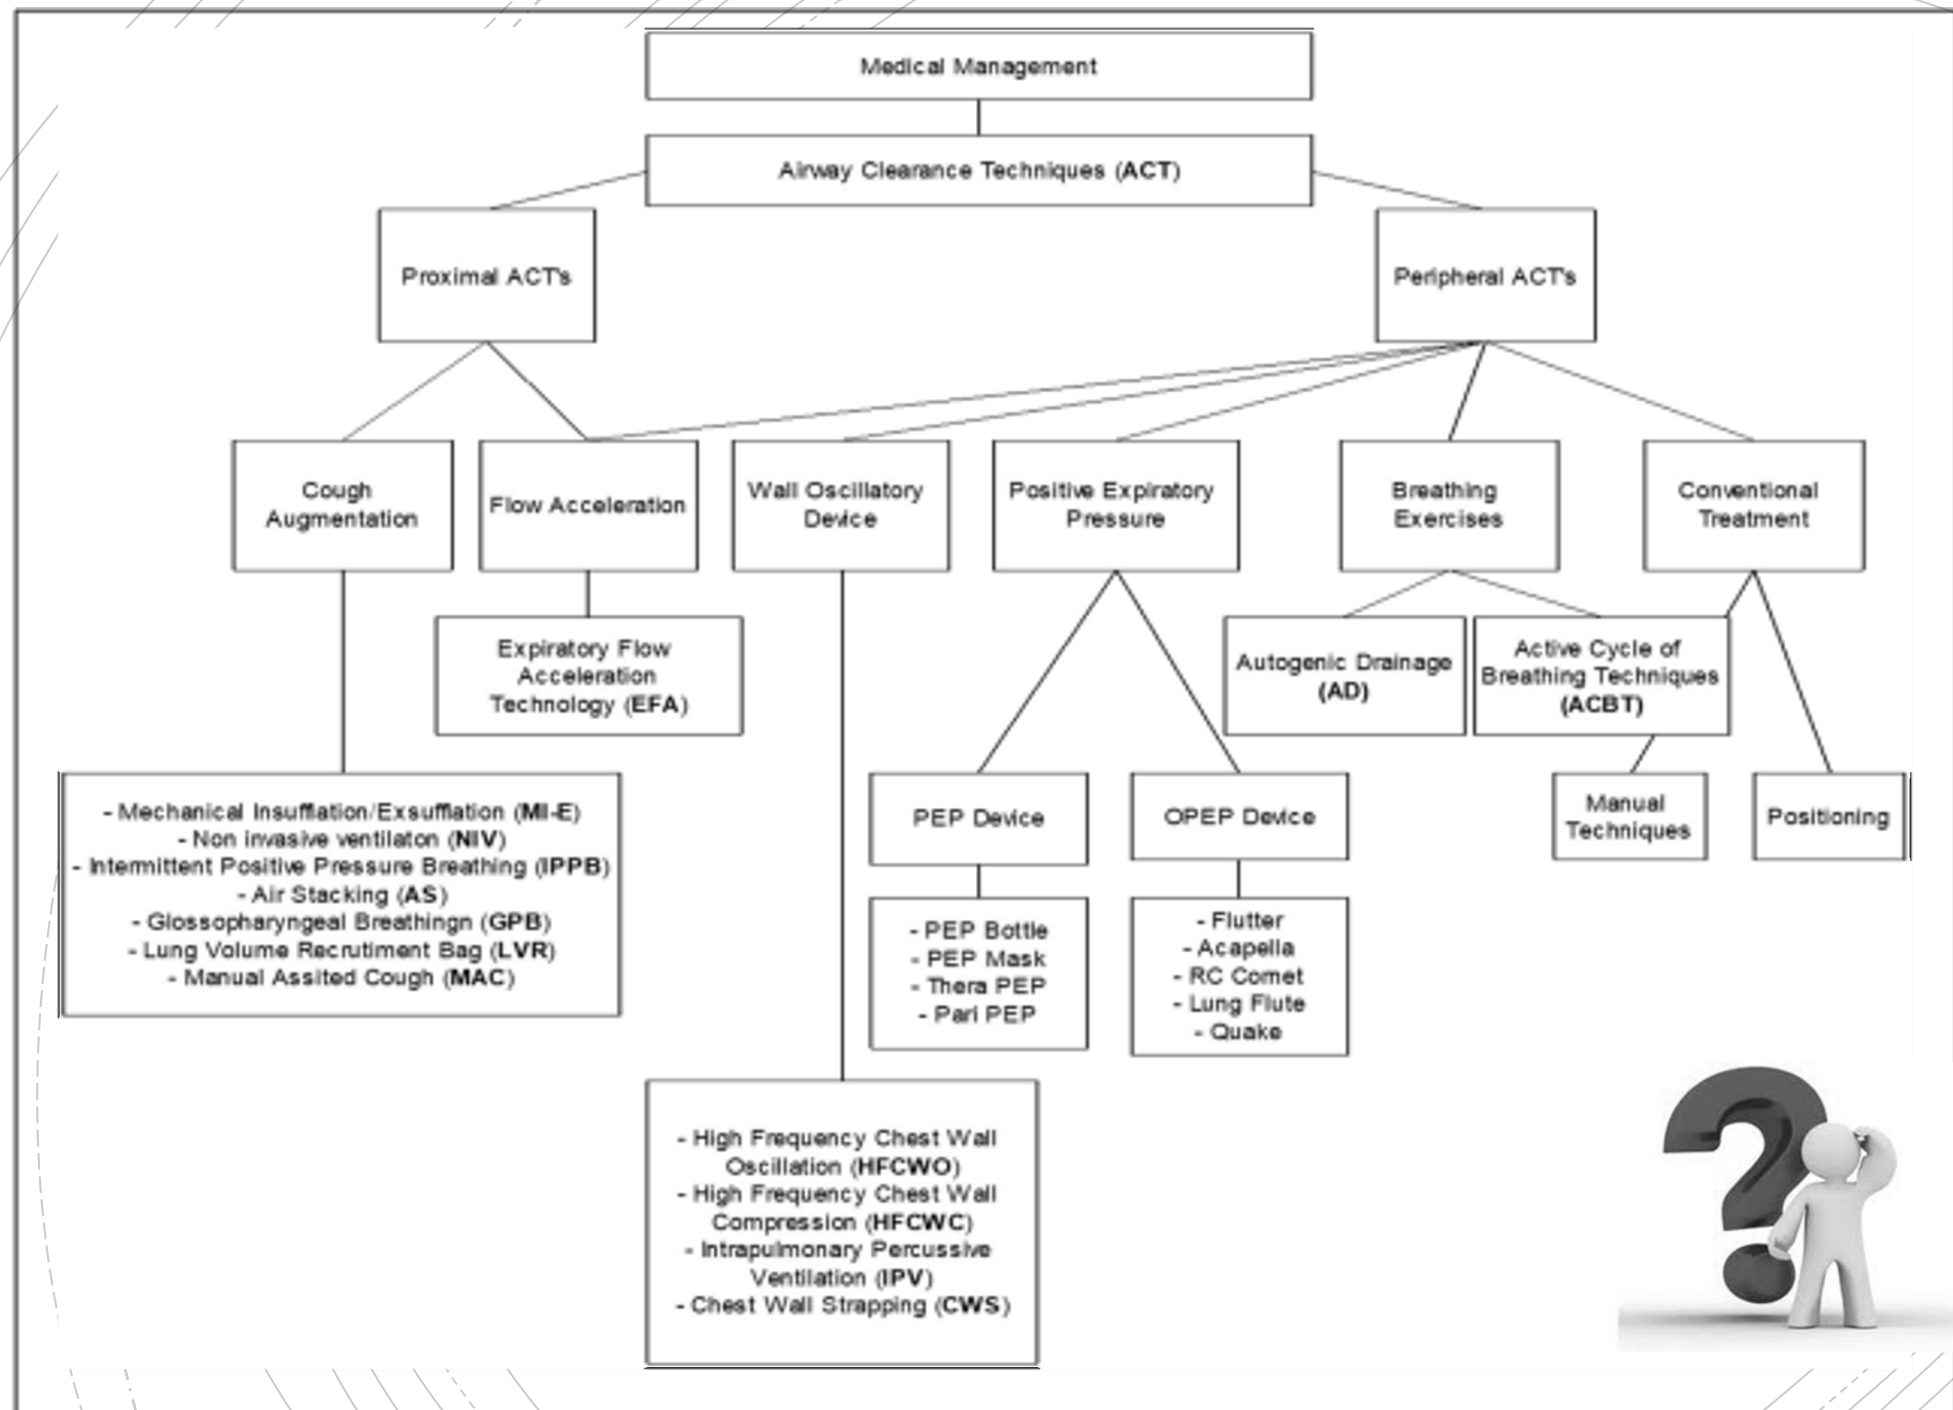 Medical Management
Airway Clearance Techniques (ACT)
Proximal ACT's
Peripheral ACT's
Cough
Augmentation
Flow Acceleration
Wall Oscillatory
Device
Positive Expiratory
Pressure
Breathing
Exercises
Conventional
Treatment
Expiratory Flow
Acceleration
Technology (EFA)
Autogenic Drainage
(AD)
Active Cycle of
Breathing Techniques
(ACBT)
- Mechanical Insufflation/Exsufflation (MI-E)
- Non invasive ventilaton (NIV)
- Intermittent Positive Pressure Breathing (IPPB)
- Air Stacking (AS)
- Glossopharyngeal Breathingn (GPB)
- Lung Volume Recrutiment Bag (LVR)
- Manual Assited Cough (MAC)
PEP Device
OPEP Device
Manual
Techniques
Positioning
- PEP Bottle
- PEP Mask
- Thera PEP
- Pari PEP
- Flutter
- Acapella
- RC Comet
- Lung Flute
- Quake
- High Frequency Chest Wall
Oscillation (HFCWO)
- High Frequency Chest Wall
Compression (HFCWC)
- Intrapulmonary Percussive
Ventilation (IPV)
- Chest Wall Strapping (CWS)